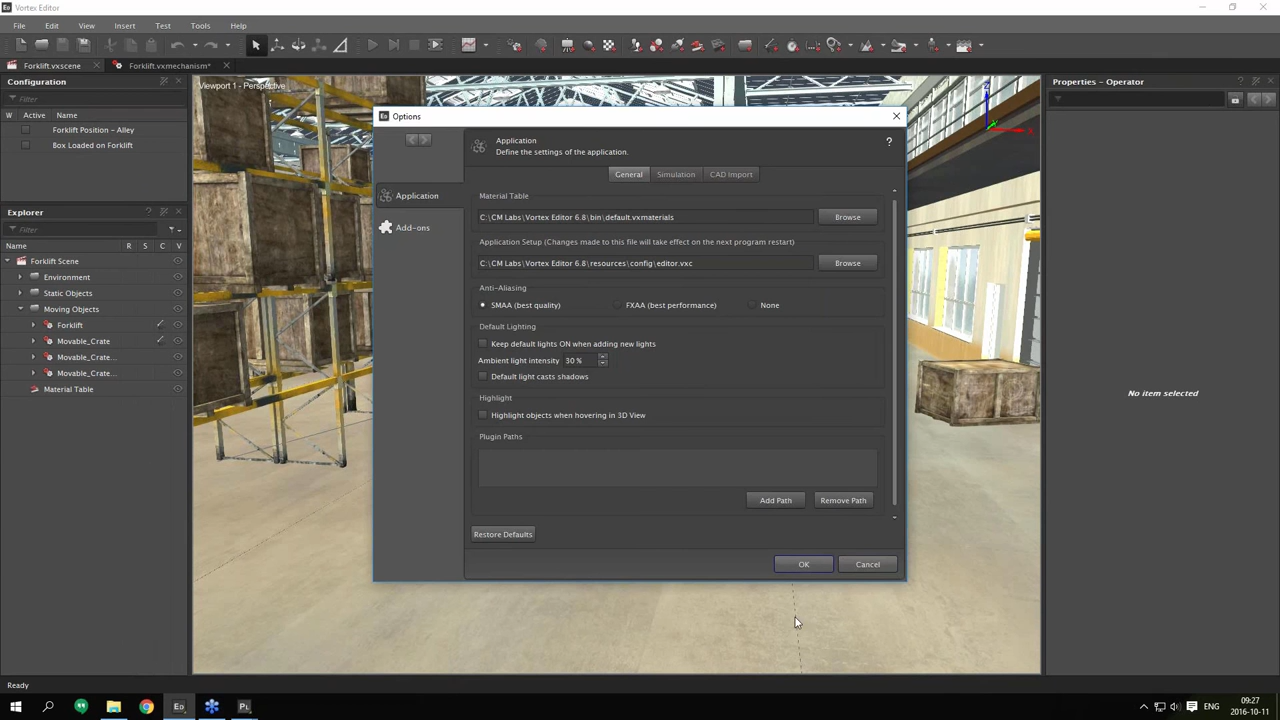 Vortex Editor
File Edit View Insert Test Tools Help
Forklift.vxscene Forklift.vxmechanism*
Configuration
Filter
W Active Name
Forklift Position - Alley
Box Loaded on Forklift
Explorer
Filter
Name R S C V
Forklift Scene
Environment
Static Objects
Moving Objects
Forklift
Movable_Crate
Movable_Crate...
Movable_Crate...
Material Table
Viewport 1 - Perspective
Options
Application
Add-ons
Application
Define the settings of the application.
General Simulation CAD import
Material Table
C:\CM Labs\Vortex Editor 6.8\bin\default.vxmaterials Browse
Application Setup (Changes made to this file will take effect on the next program restart)
C:\CM Labs\Vortex Editor 6.8\resources\config\editor.vxc Browse
Anti-Aliasing
SMAA (best quality) FXAA (best performance) None
Default Lighting
Keep default lights ON when adding new lights
Ambient light intensity 30 %
Default light casts shadows
Highlight
Highlight objects when hovering in 3D View
Plugin Paths
Add Path Remove Path
Restore Defaults
OK Cancel
Properties - Operator
No item selected
Ready
ENG
09:27
2016-10-11